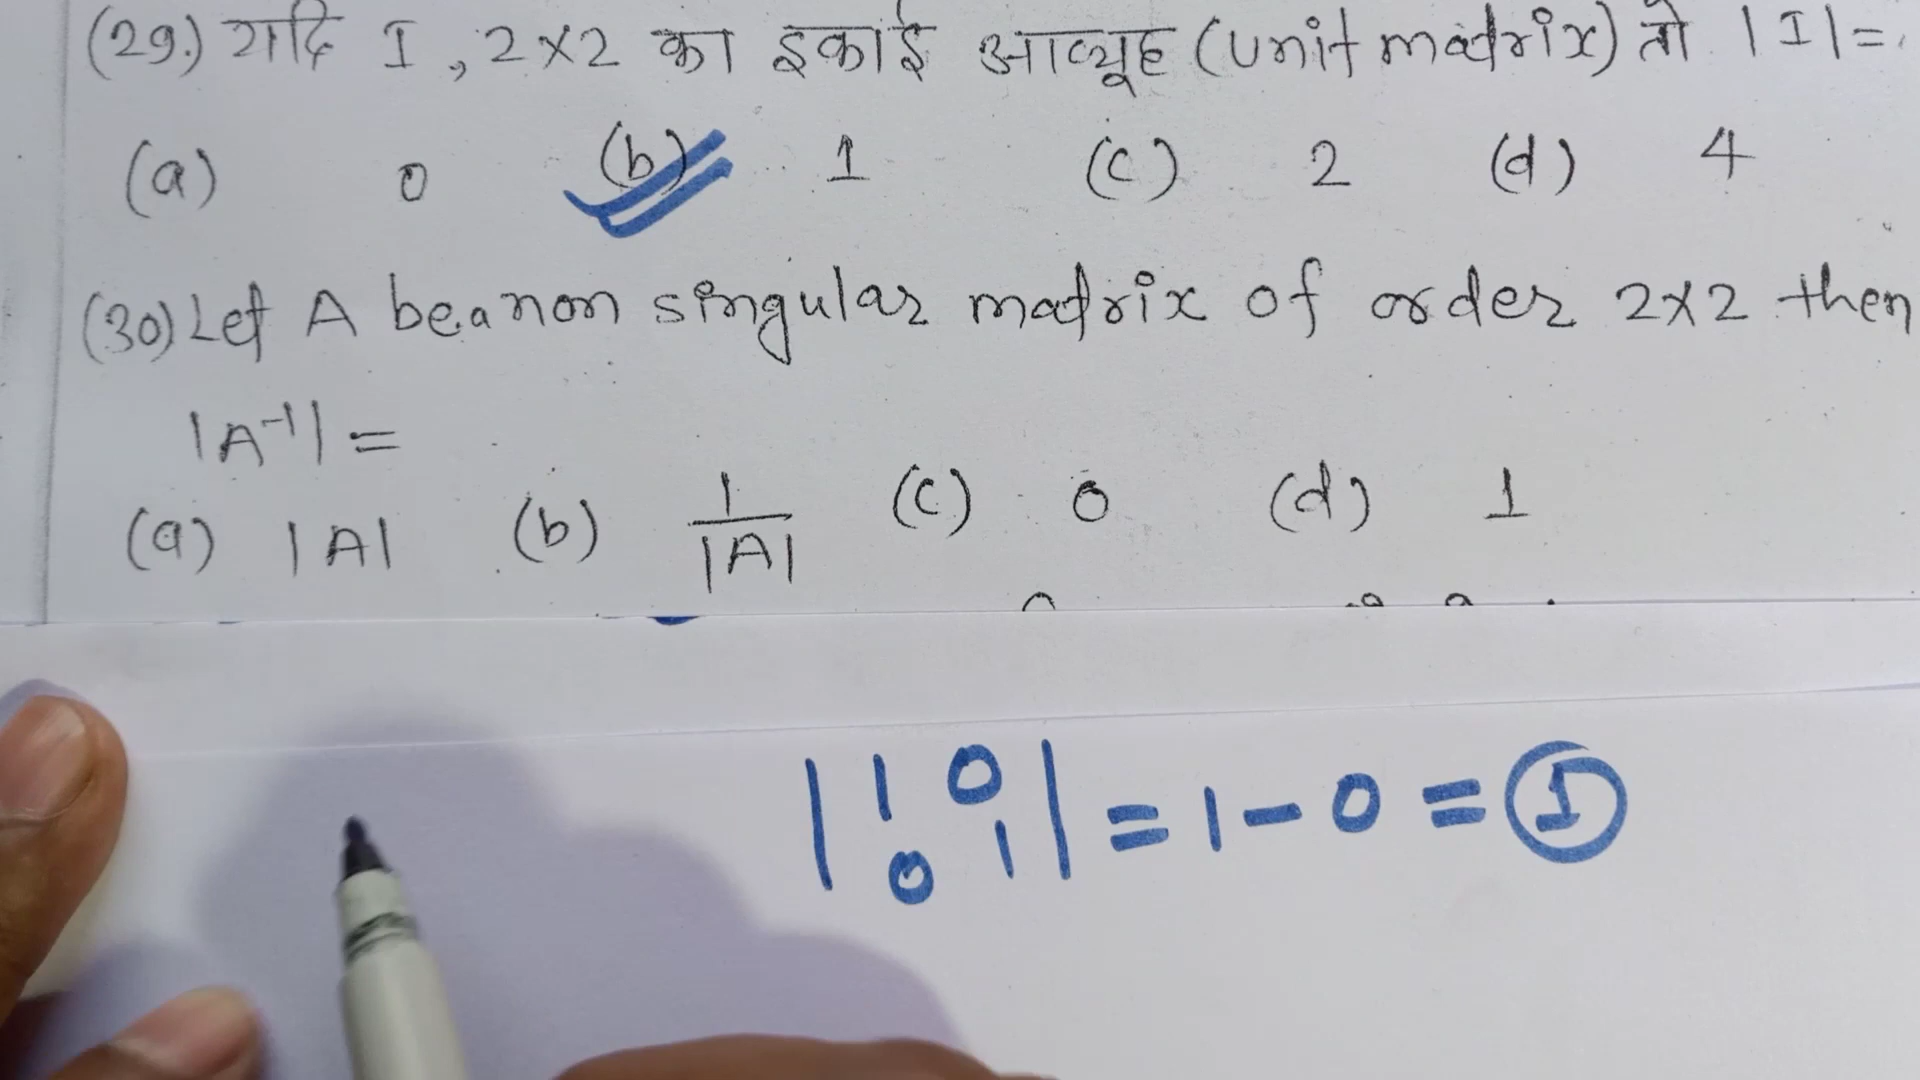 (29.) यदि I, 2×2 का इकाई आव्यूह (unit matrix) तो |I|=
(a) 0 (b) 1 (c) 2 (d) 4
(30) Let A be a non singular matrix of order 2×2 then
|A⁻¹| =
(a) |A| (b) 1/|A| (c) 0 (d) 1
|1 0
0 1| = 1 - 0 = 1